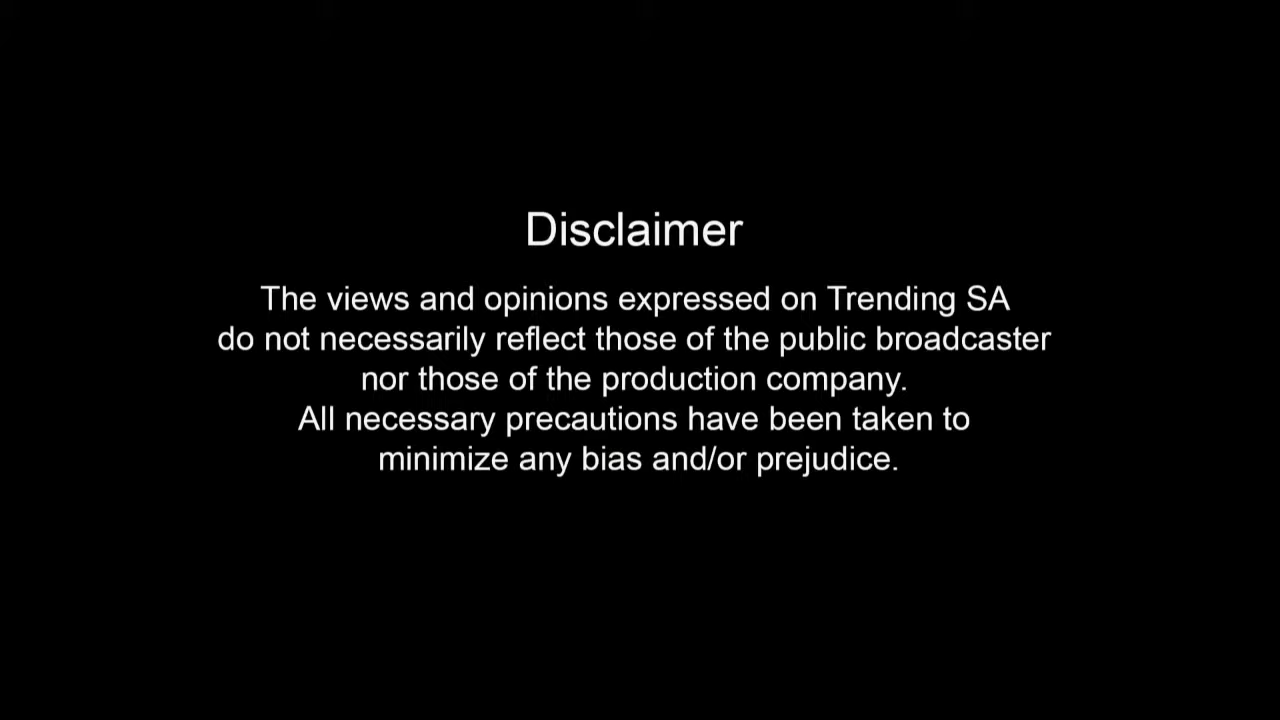 Disclaimer
The views and opinions expressed on Trending SA
do not necessarily reflect those of the public broadcaster
nor those of the production company.
All necessary precautions have been taken to
minimize any bias and/or prejudice.